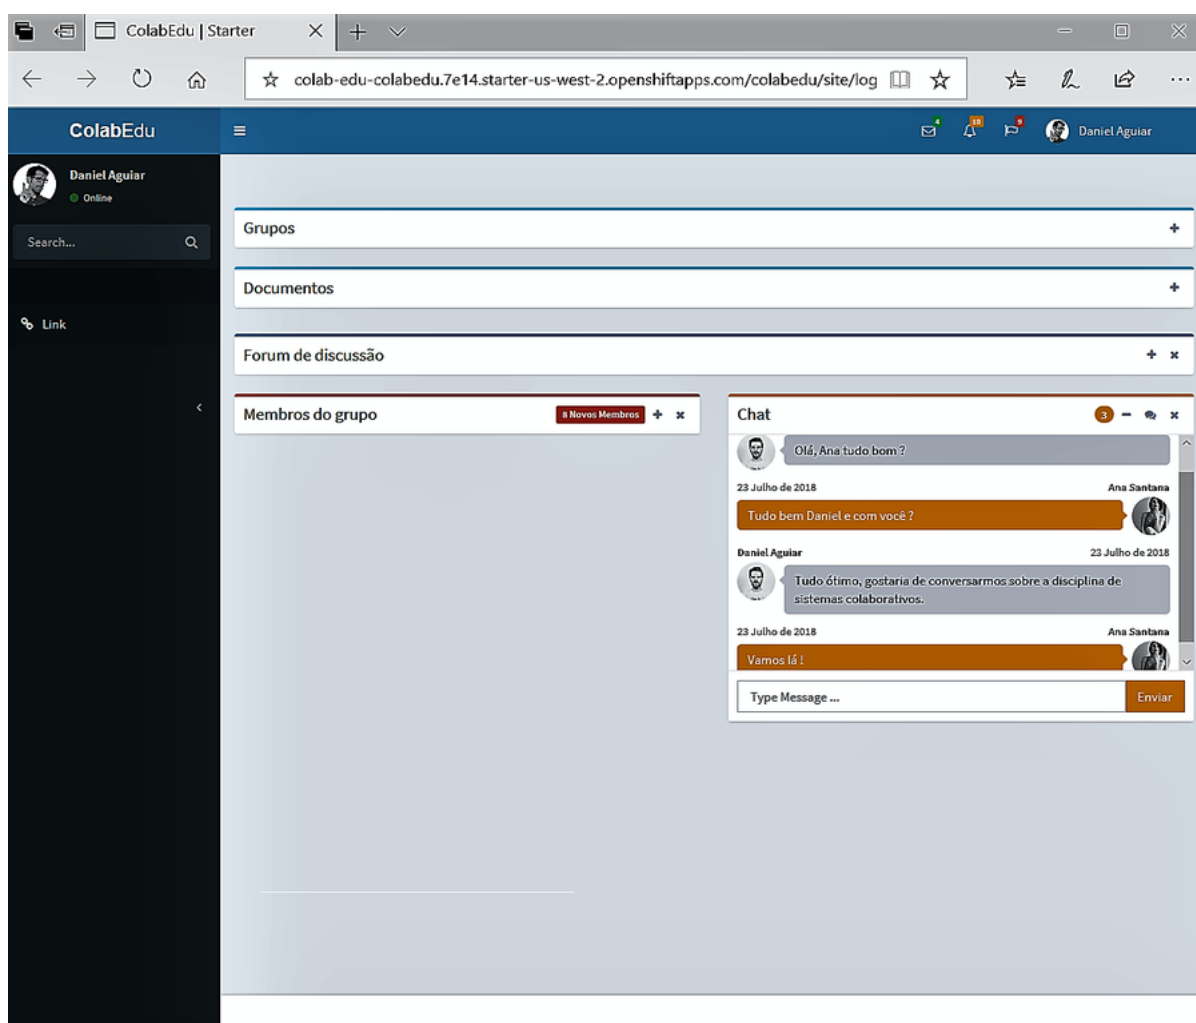 ColabEdu | Starter
colab-edu-colabedu.7e14.starter-us-west-2.openshiftapps.com/colabedu/site/log
ColabEdu
4
10
9
Daniel Aguiar
Daniel Aguiar
Online
Search...
Link
Grupos
Documentos
Forum de discussão
Membros do grupo
8 Novos Membros
Chat
3
Olá, Ana tudo bom ?
23 Julho de 2018 Ana Santana
Tudo bem Daniel e com você ?
Daniel Aguiar 23 Julho de 2018
Tudo ótimo, gostaria de conversarmos sobre a disciplina de
sistemas colaborativos.
23 Julho de 2018 Ana Santana
Vamos lá !
Type Message ...
Enviar